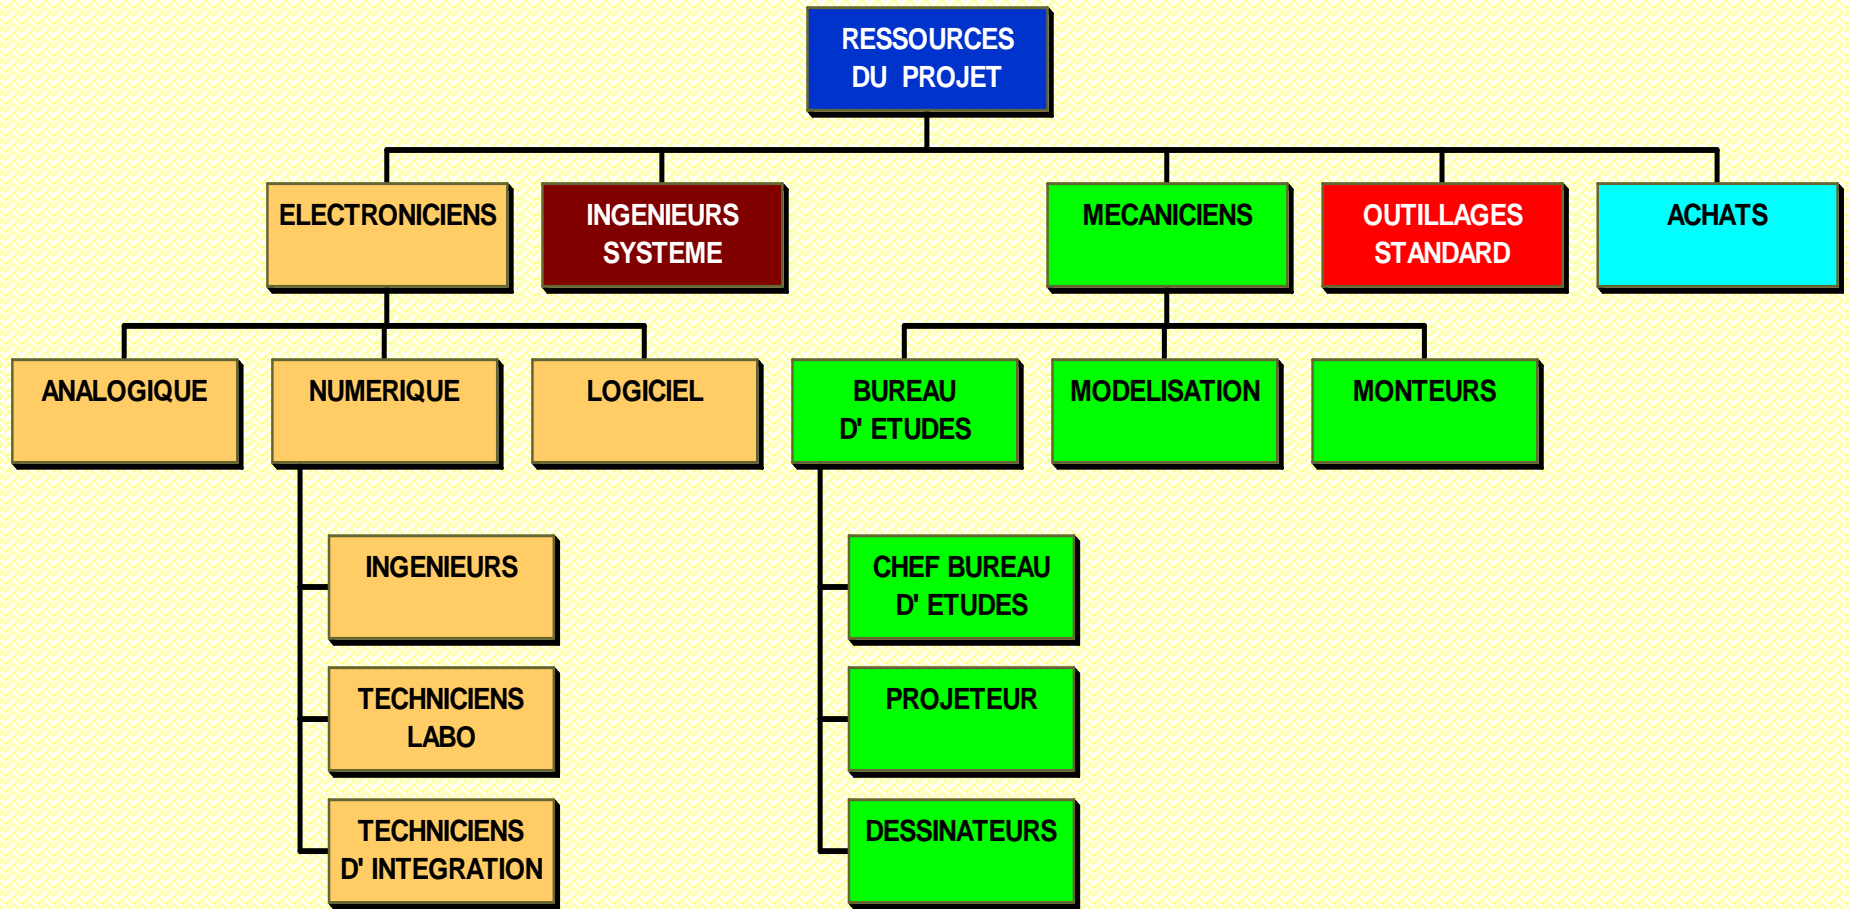 RESSOURCES
DU PROJET
ELECTRONICIENS
INGENIEURS
SYSTEME
MECANICIENS
OUTILLAGES
STANDARD
ACHATS
ANALOGIQUE
NUMERIQUE
LOGICIEL
BUREAU
D' ETUDES
MODELISATION
MONTEURS
INGENIEURS
TECHNICIENS
LABO
TECHNICIENS
D' INTEGRATION
CHEF BUREAU
D' ETUDES
PROJETEUR
DESSINATEURS